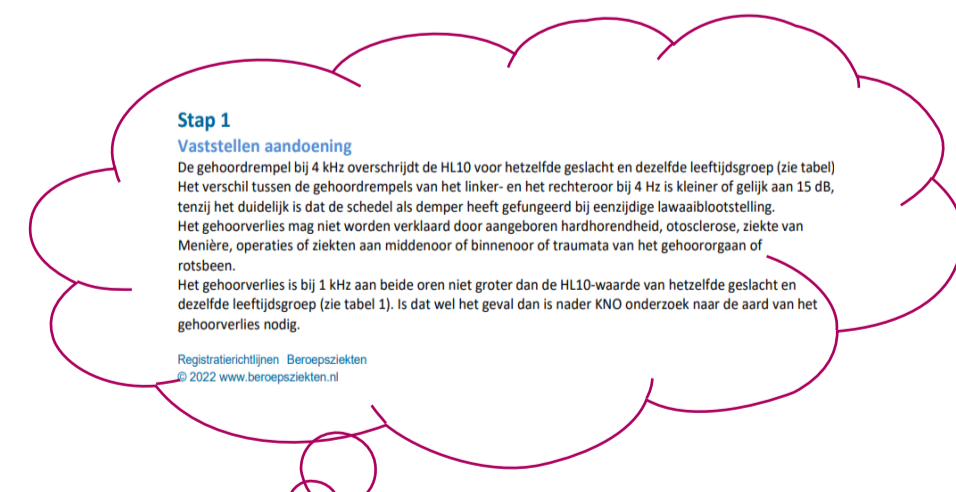 Stap 1
Vaststellen aandoening
De gehoordrempel bij 4 kHz overschrijdt de HL10 voor hetzelfde geslacht en dezelfde leeftijdsgroep (zie tabel)
Het verschil tussen de gehoordrempels van het linker- en het rechteroor bij 4 Hz is kleiner of gelijk aan 15 dB,
tenzij het duidelijk is dat de schedel als demper heeft gefungeerd bij eenzijdige lawaaiblootstelling.
Het gehoorverlies mag niet worden verklaard door aangeboren hardhorendheid, otosclerose, ziekte van
Menière, operaties of ziekten aan middenoor of binnenoor of traumata van het gehoororgaan of
rotsbeen.
Het gehoorverlies is bij 1 kHz aan beide oren niet groter dan de HL10-waarde van hetzelfde geslacht en
dezelfde leeftijdsgroep (zie tabel 1). Is dat wel het geval dan is nader KNO onderzoek naar de aard van het
gehoorverlies nodig.
Registratierichtlijnen Beroepsziekten
© 2022 www.beroepsziekten.nl